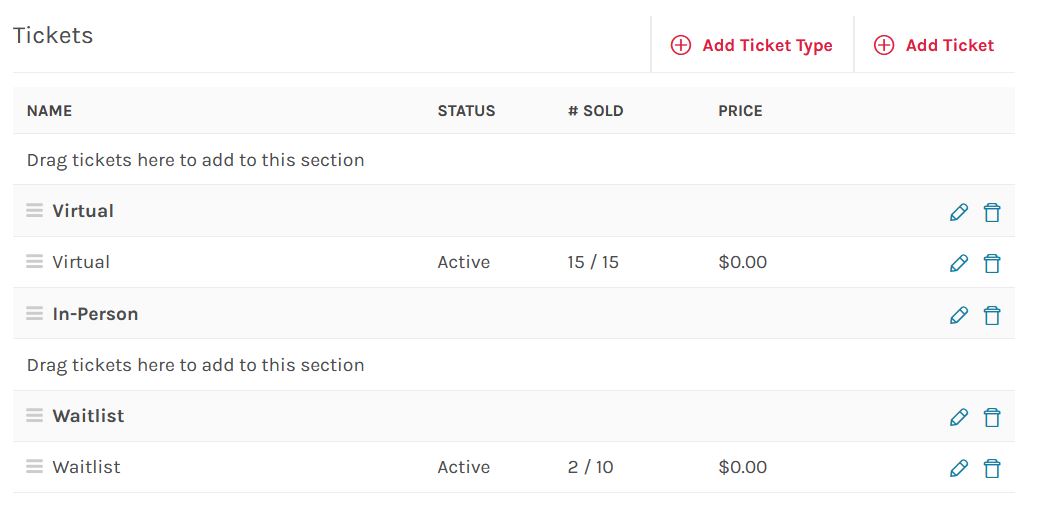 Tickets
Add Ticket Type
Add Ticket
NAME STATUS # SOLD PRICE
Drag tickets here to add to this section
Virtual
Virtual Active 15 / 15 $0.00
In-Person
Drag tickets here to add to this section
Waitlist
Waitlist Active 2 / 10 $0.00